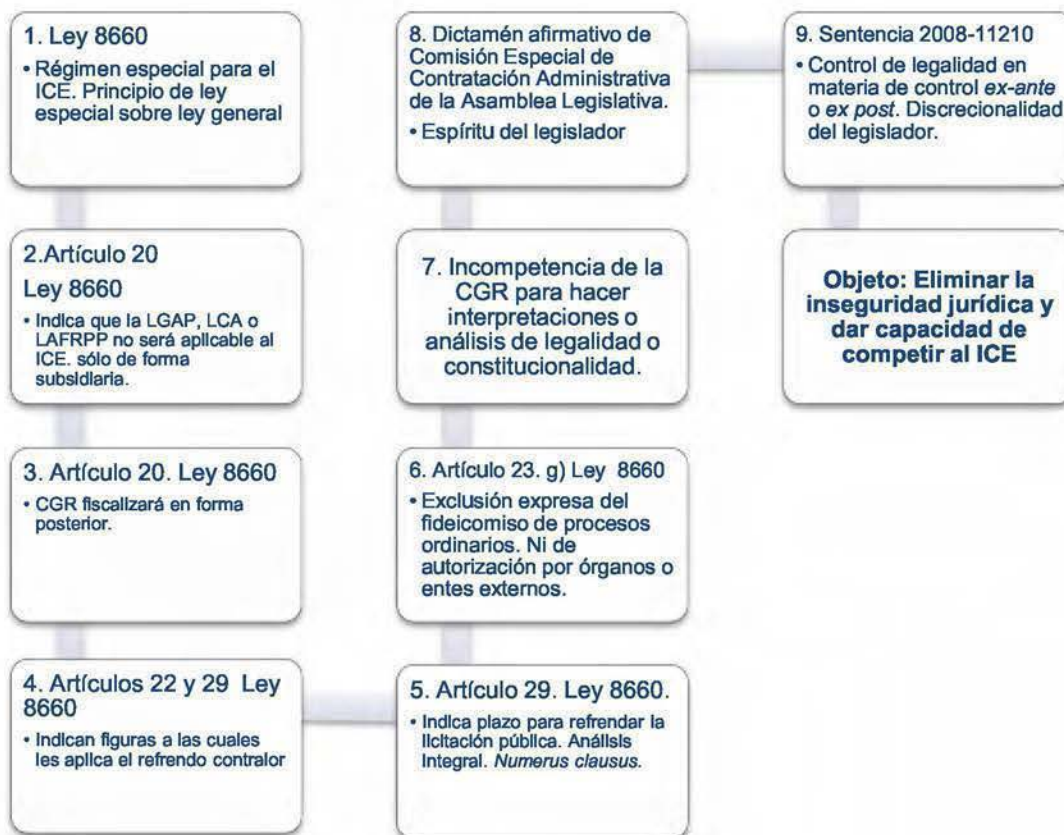 1. Ley 8660
• Régimen especial para el
ICE. Principio de ley
especial sobre ley general
2.Artículo 20
Ley 8660
• Indica que la LGAP, LCA o
LAFRPP no será aplicable al
ICE. sólo de forma
subsidiaria.
3. Artículo 20. Ley 8660
• CGR fiscalizará en forma
posterior.
4. Artículos 22 y 29 Ley
8660
• Indican figuras a las cuales
les aplica el refrendo contralor
5. Artículo 29. Ley 8660.
• Indica plazo para refrendar la
licitación pública. Análisis
Integral. Numerus clausus.
6. Artículo 23. g) Ley 8660
• Exclusión expresa del
fideicomiso de procesos
ordinarios. Ni de
autorización por órganos o
entes externos.
7. Incompetencia de la
CGR para hacer
interpretaciones o
análisis de legalidad o
constitucionalidad.
8. Dictamén afirmativo de
Comisión Especial de
Contratación Administrativa
de la Asamblea Legislativa.
• Espíritu del legislador
9. Sentencia 2008-11210
• Control de legalidad en
materia de control ex-ante
o ex post. Discrecionalidad
del legislador.
Objeto: Eliminar la
inseguridad jurídica y
dar capacidad de
competir al ICE